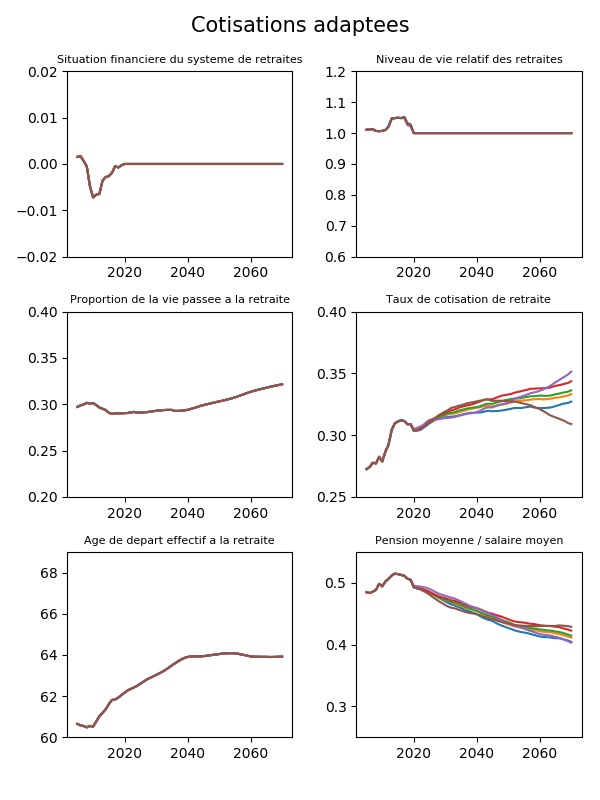 Cotisations adaptees
Situation financiere du systeme de retraites
Niveau de vie relatif des retraites
0.02
0.01
0.00
−0.01
−0.02
2020 2040 2060
1.2
1.1
1.0
0.9
0.8
0.7
0.6
2020 2040 2060
Proportion de la vie passee a la retraite
Taux de cotisation de retraite
0.40
0.35
0.30
0.25
0.20
2020 2040 2060
0.40
0.35
0.30
0.25
2020 2040 2060
Age de depart effectif a la retraite
Pension moyenne / salaire moyen
68
66
64
62
60
2020 2040 2060
0.5
0.4
0.3
2020 2040 2060